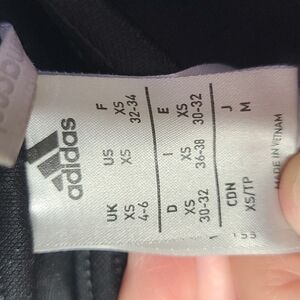 adidas
UK US F
XS XS XS
4-6 32-34
D I E
XS XS XS
30-32 36-38 30-32
CDN J
XS/TP M
MADE IN VIETNAM